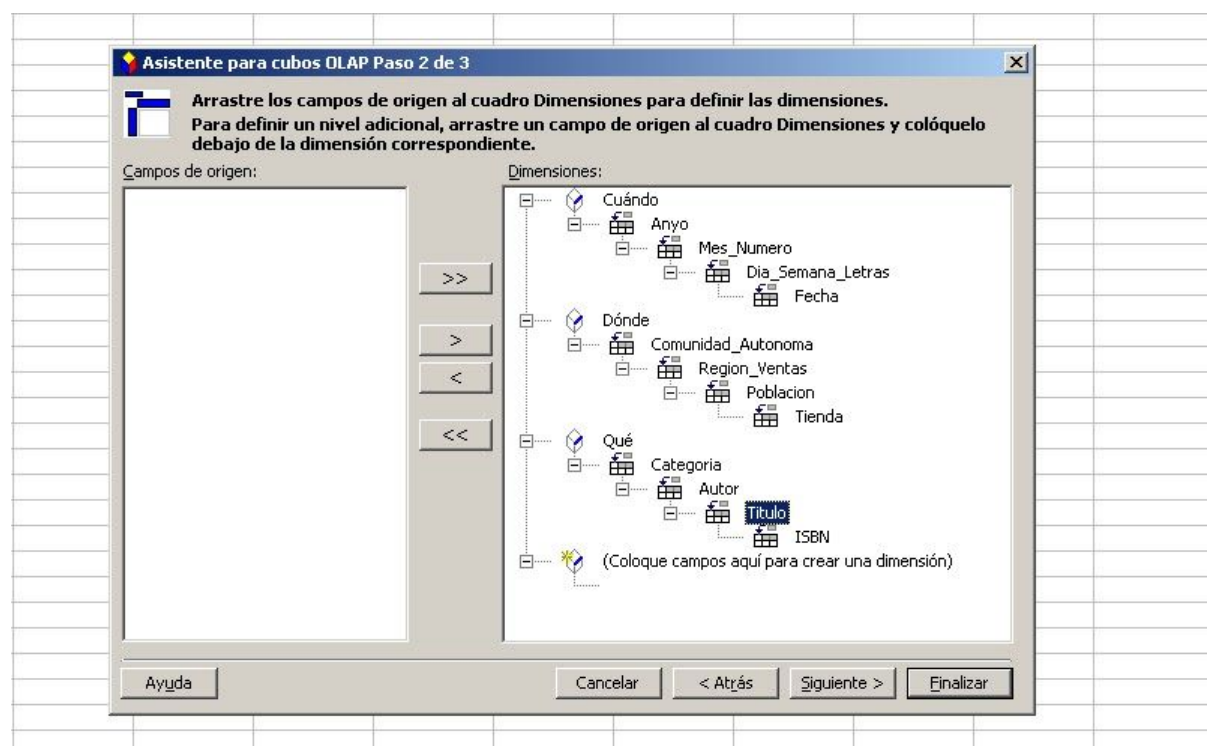 Asistente para cubos OLAP Paso 2 de 3
Arrastre los campos de origen al cuadro Dimensiones para definir las dimensiones.
Para definir un nivel adicional, arrastre un campo de origen al cuadro Dimensiones y colóquelo
debajo de la dimensión correspondiente.
Campos de origen:
Dimensiones:
Cuándo
Anyo
Mes_Numero
Dia_Semana_Letras
Fecha
Dónde
Comunidad_Autonoma
Region_Ventas
Poblacion
Tienda
Qué
Categoria
Autor
Titulo
ISBN
(Coloque campos aquí para crear una dimensión)
>>
>
<
<<
Ayuda
Cancelar
< Atrás
Siguiente >
Finalizar